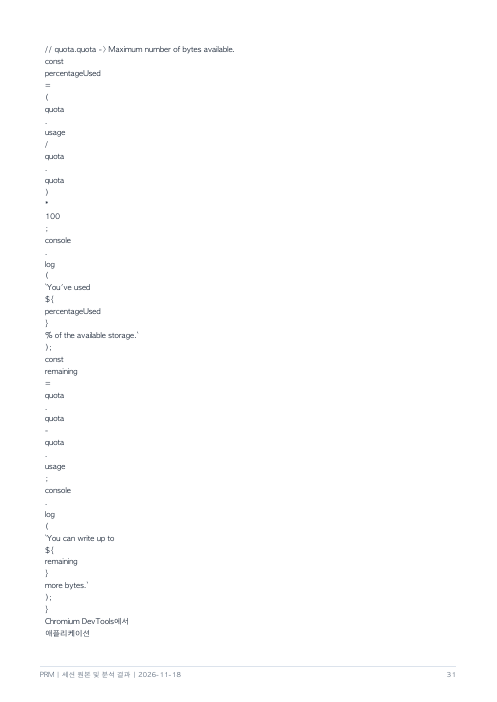 // quota.quota -> Maximum number of bytes available.
const
percentageUsed
=
(
quota
.
usage
/
quota
.
quota
)
*
100
;
console
.
log
(
`You've used
${
percentageUsed
}
% of the available storage.`
);
const
remaining
=
quota
.
quota
-
quota
.
usage
;
console
.
log
(
`You can write up to
${
remaining
}
more bytes.`
);
}
Chromium DevTools에서
애플리케이션
PRM | 세션 원본 및 분석 결과 | 2026-11-18
31